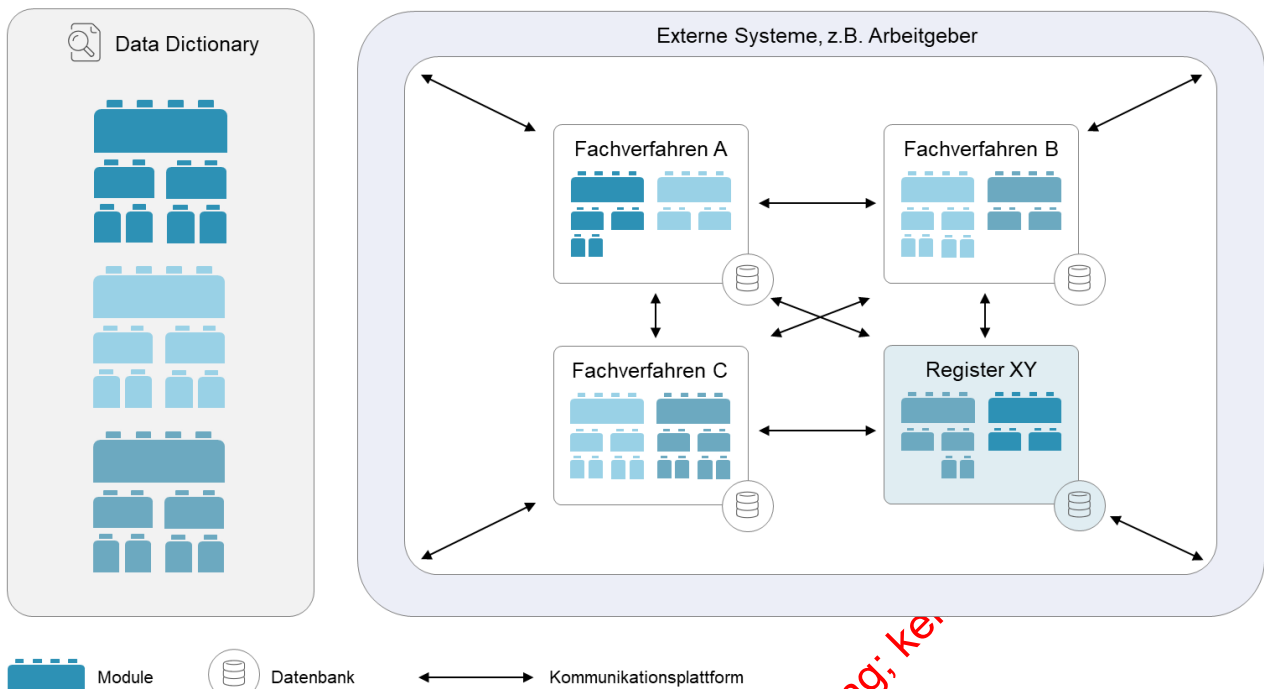 Data Dictionary
Externe Systeme, z.B. Arbeitgeber
Fachverfahren A
Fachverfahren B
Fachverfahren C
Register XY
Module
Datenbank
Kommunikationsplattform